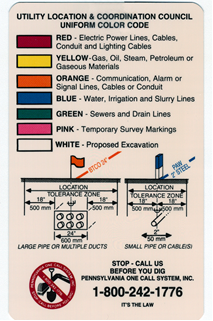 UTILITY LOCATION & COORDINATION COUNCIL
UNIFORM COLOR CODE
RED - Electric Power Lines, Cables,
Conduit and Lighting Cables
YELLOW-Gas, Oil, Steam, Petroleum or
Gaseous Materials
ORANGE - Communication, Alarm or
Signal Lines, Cables or Conduit
BLUE - Water, Irrigation and Slurry Lines
GREEN - Sewers and Drain Lines
PINK - Temporary Survey Markings
WHITE - Proposed Excavation
BTCO 24"
PAW 2" STEEL
LOCATION
TOLERANCE ZONE
18" 18"
500 mm 500 mm
24"
600 mm
LARGE PIPE OR MULTIPLE DUCTS
LOCATION
TOLERANCE ZONE
18" 18"
500 mm 500 mm
2"
50 mm
SMALL PIPE OR CABLE(S)
STOP - CALL US
BEFORE YOU DIG
PENNSYLVANIA ONE CALL SYSTEM, INC.
1-800-242-1776
IT'S THE LAW